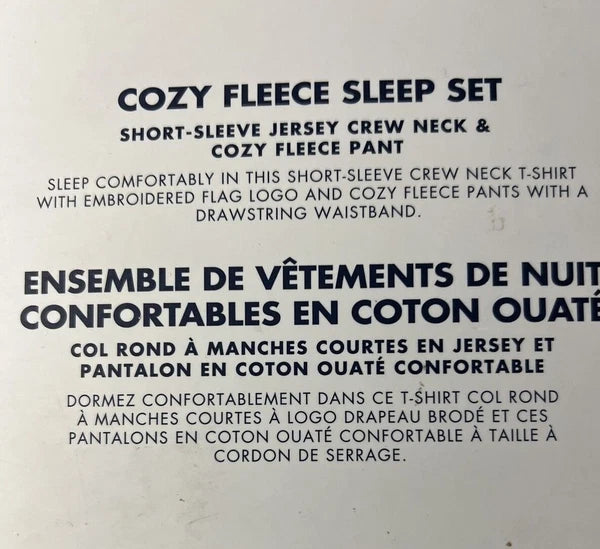 COZY FLEECE SLEEP SET
SHORT-SLEEVE JERSEY CREW NECK &
COZY FLEECE PANT
SLEEP COMFORTABLY IN THIS SHORT-SLEEVE CREW NECK T-SHIRT
WITH EMBROIDERED FLAG LOGO AND COZY FLEECE PANTS WITH A
DRAWSTRING WAISTBAND.
ENSEMBLE DE VÊTEMENTS DE NUIT
CONFORTABLES EN COTON OUATÉ
COL ROND À MANCHES COURTES EN JERSEY ET
PANTALON EN COTON OUATÉ CONFORTABLE
DORMEZ CONFORTABLEMENT DANS CE T-SHIRT COL ROND
À MANCHES COURTES À LOGO DRAPEAU BRODÉ ET CES
PANTALONS EN COTON OUATÉ CONFORTABLE À TAILLE À
CORDON DE SERRAGE.